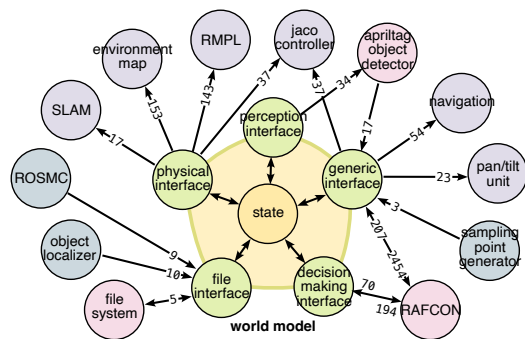 RMPL
jaco
controller
apriltag
object
detector
environment
map
navigation
SLAM
153
143
37
37
34
17
17
54
perception
interface
physical
interface
generic
interface
23
pan/tilt
unit
ROSMC
state
3
207
2454
sampling
point
generator
object
localizer
9
10
file
interface
decision
making
interface
70
194
RAFCON
file
system
5
world model